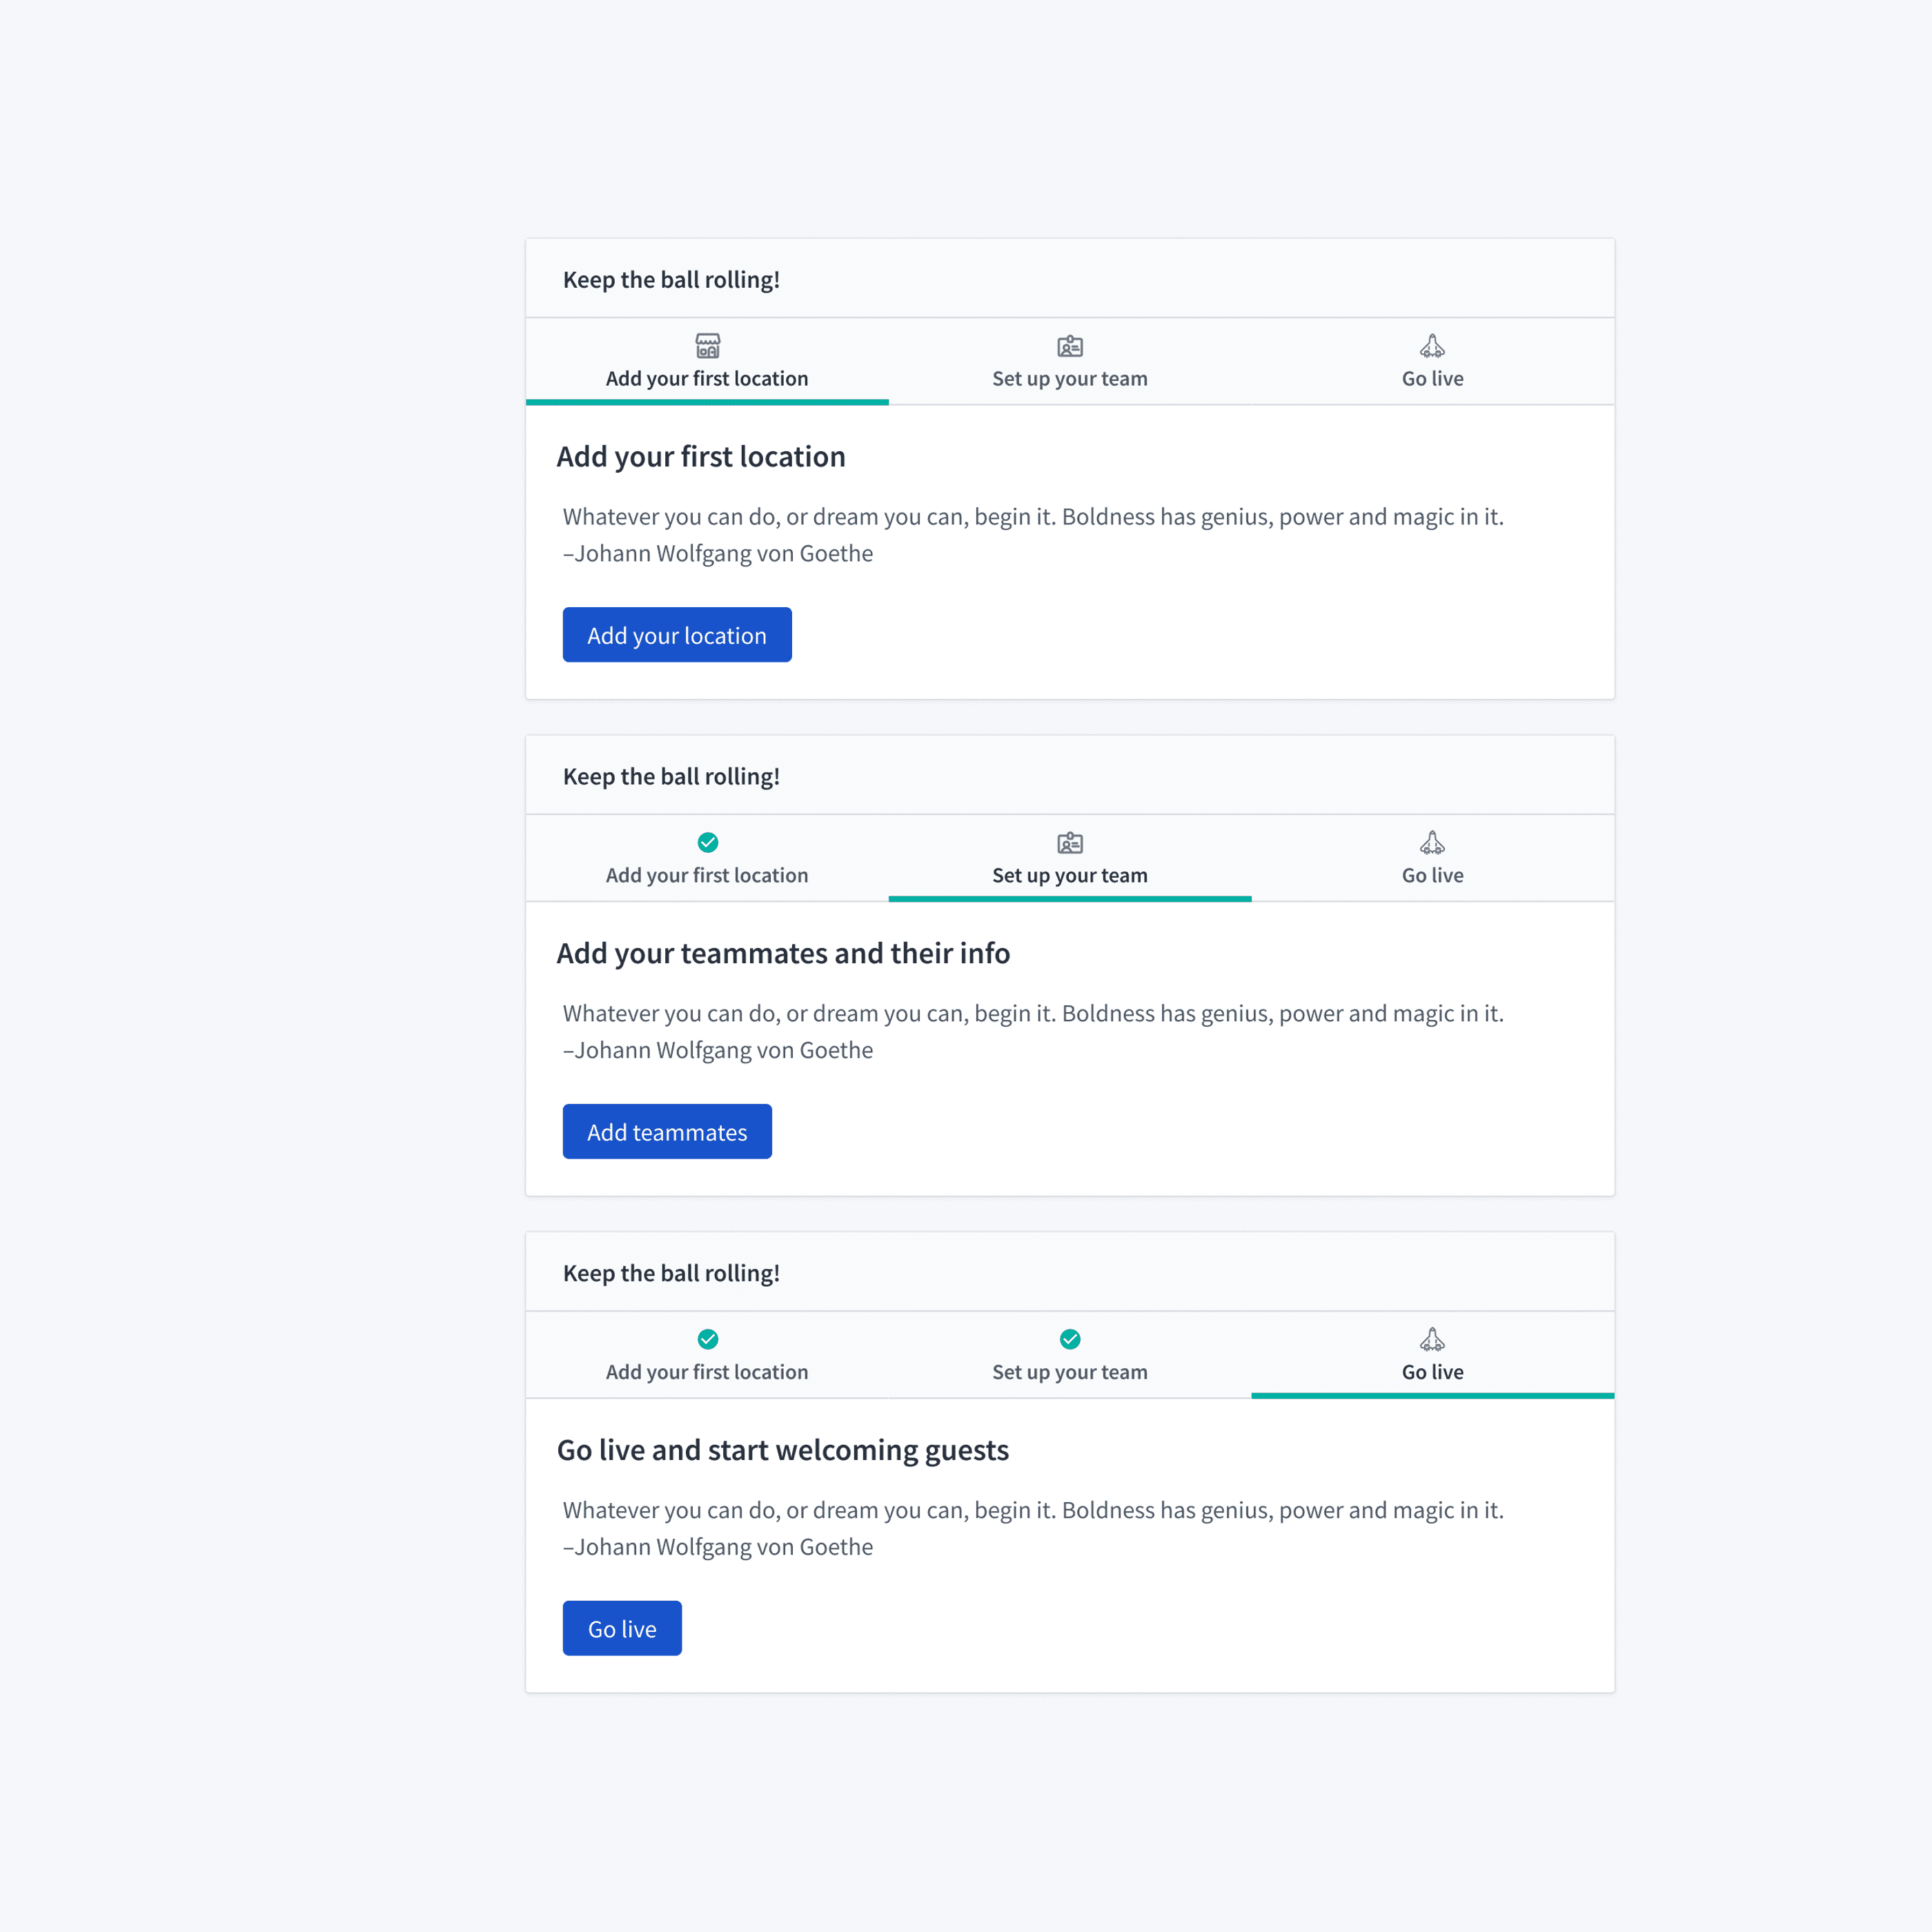 Keep the ball rolling!
Add your first location
Set up your team
Go live
Add your first location
Whatever you can do, or dream you can, begin it. Boldness has genius, power and magic in it.
–Johann Wolfgang von Goethe
Add your location
Keep the ball rolling!
Add your first location
Set up your team
Go live
Add your teammates and their info
Whatever you can do, or dream you can, begin it. Boldness has genius, power and magic in it.
–Johann Wolfgang von Goethe
Add teammates
Keep the ball rolling!
Add your first location
Set up your team
Go live
Go live and start welcoming guests
Whatever you can do, or dream you can, begin it. Boldness has genius, power and magic in it.
–Johann Wolfgang von Goethe
Go live